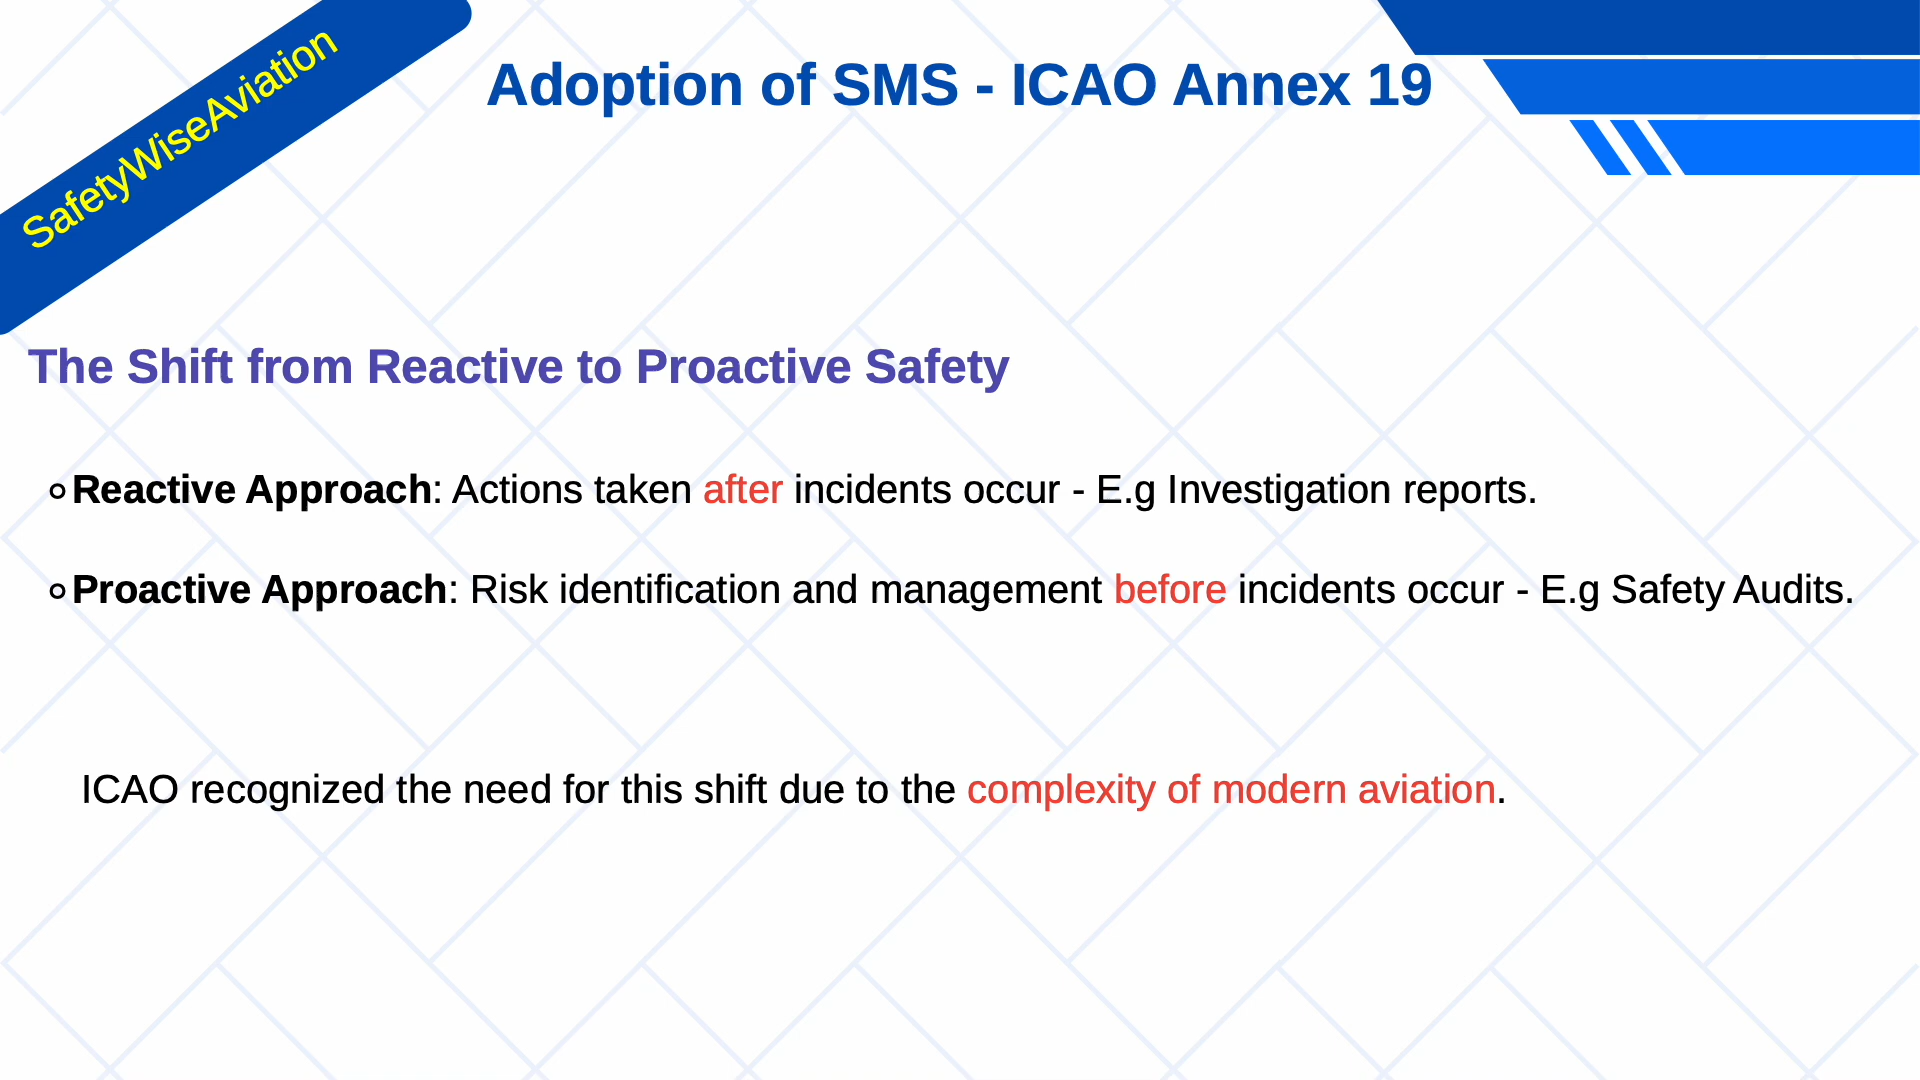 SafetyWiseAviation
Adoption of SMS - ICAO Annex 19
The Shift from Reactive to Proactive Safety
Reactive Approach: Actions taken after incidents occur - E.g Investigation reports.
Proactive Approach: Risk identification and management before incidents occur - E.g Safety Audits.
ICAO recognized the need for this shift due to the complexity of modern aviation.